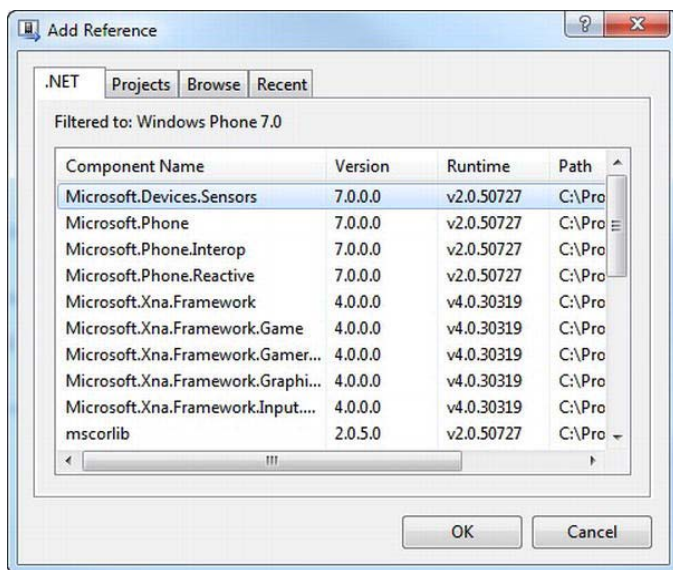 Add Reference
.NET Projects Browse Recent
Filtered to: Windows Phone 7.0
Component Name Version Runtime Path
Microsoft.Devices.Sensors 7.0.0.0 v2.0.50727 C:\Pro
Microsoft.Phone 7.0.0.0 v2.0.50727 C:\Pro
Microsoft.Phone.Interop 7.0.0.0 v2.0.50727 C:\Pro
Microsoft.Phone.Reactive 7.0.0.0 v2.0.50727 C:\Pro
Microsoft.Xna.Framework 4.0.0.0 v4.0.30319 C:\Pro
Microsoft.Xna.Framework.Game 4.0.0.0 v4.0.30319 C:\Pro
Microsoft.Xna.Framework.Gamer... 4.0.0.0 v4.0.30319 C:\Pro
Microsoft.Xna.Framework.Graphi... 4.0.0.0 v4.0.30319 C:\Pro
Microsoft.Xna.Framework.Input.... 4.0.0.0 v4.0.30319 C:\Pro
mscorlib 2.0.5.0 v2.0.50727 C:\Pro
OK Cancel